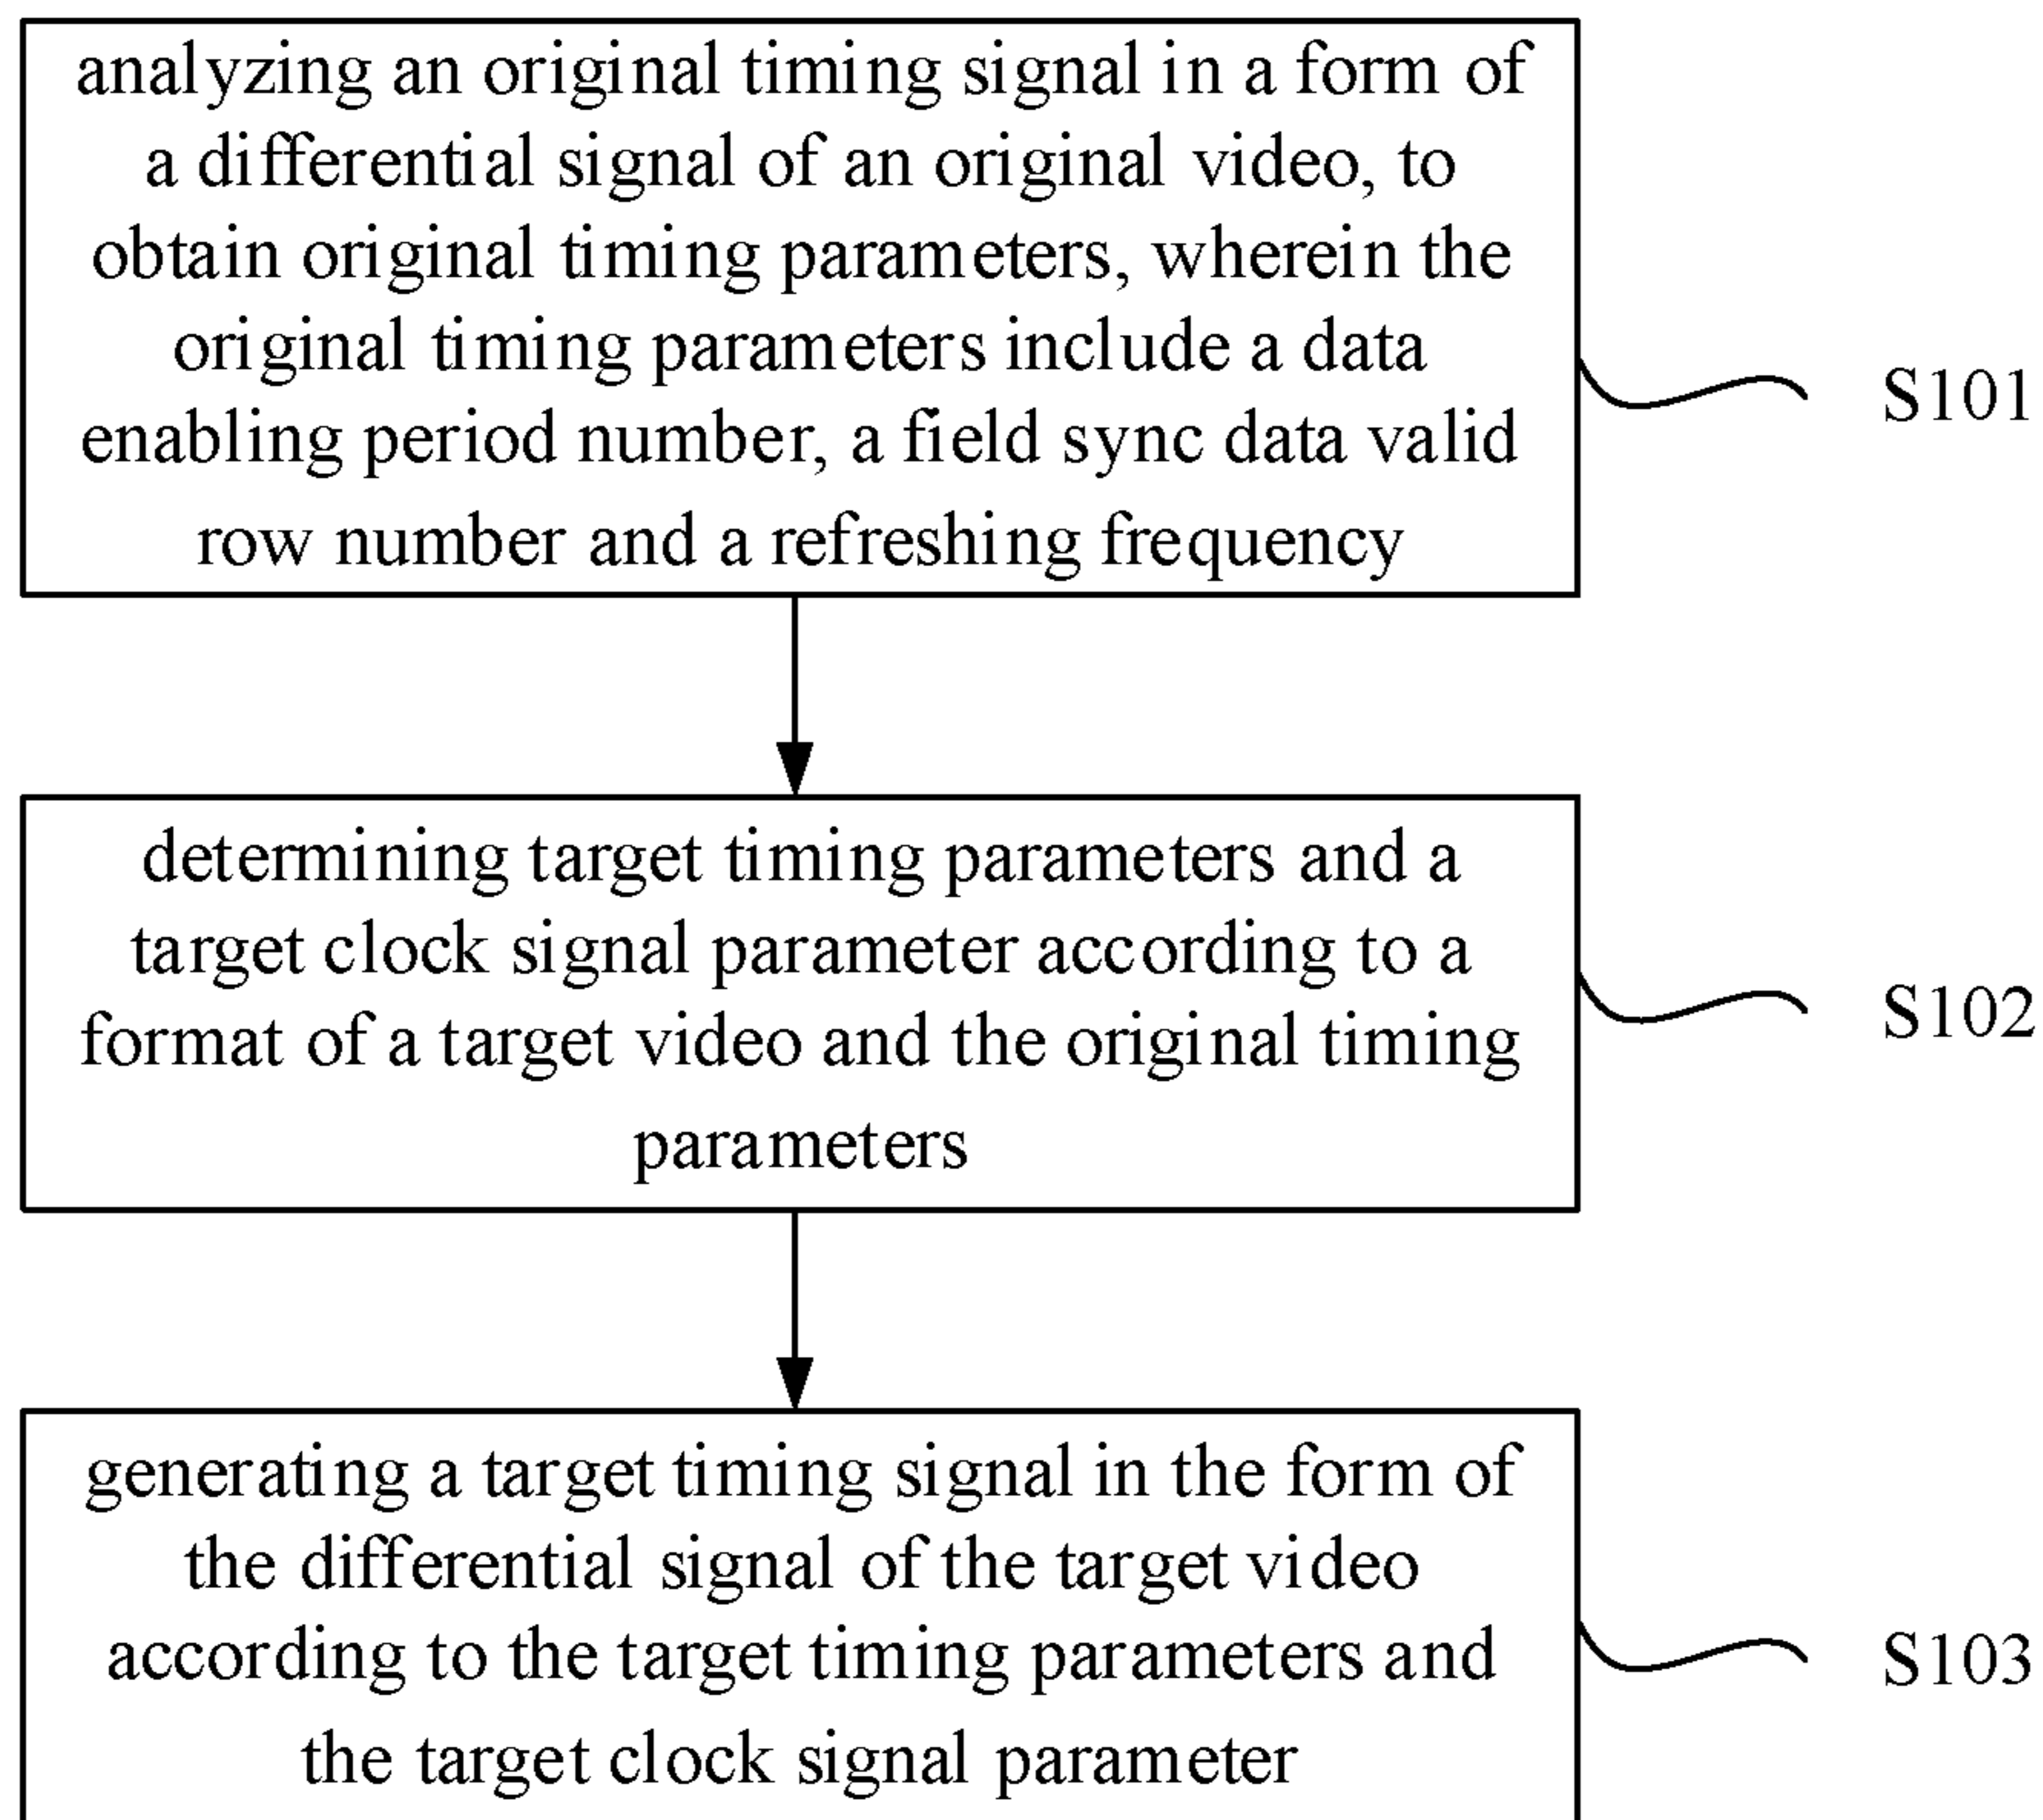 analyzing an original timing signal in a form of
a differential signal of an original video, to
obtain original timing parameters, wherein the
original timing parameters include a data
enabling period number, a field sync data valid
row number and a refreshing frequency
S101
determining target timing parameters and a
target clock signal parameter according to a
format of a target video and the original timing
parameters
S102
generating a target timing signal in the form of
the differential signal of the target video
according to the target timing parameters and
the target clock signal parameter
S103